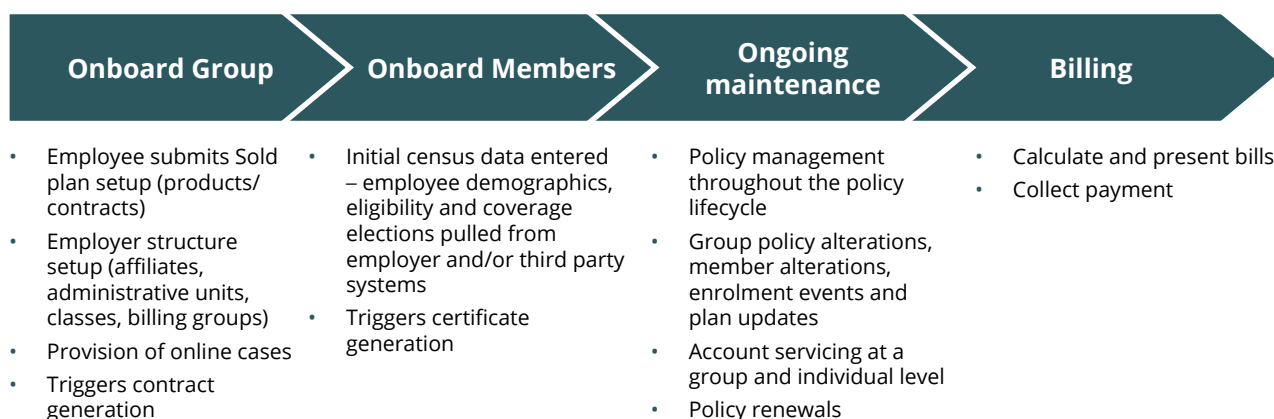 Onboard Group
Onboard Members
Ongoing
maintenance
Billing
• Employee submits Sold
plan setup (products/
contracts)
• Employer structure
setup (affiliates,
administrative units,
classes, billing groups)
• Provision of online cases
• Triggers contract
generation
• Initial census data entered
– employee demographics,
eligibility and coverage
elections pulled from
employer and/or third party
systems
• Triggers certificate
generation
• Policy management
throughout the policy
lifecycle
• Group policy alterations,
member alterations,
enrolment events and
plan updates
• Account servicing at a
group and individual level
• Policy renewals
• Calculate and present bills
• Collect payment